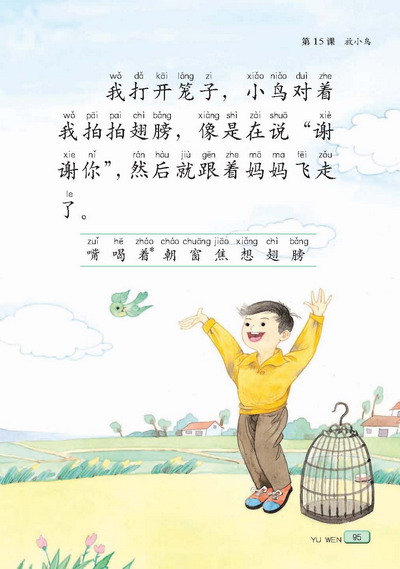 第15课 放小鸟
wǒ dǎ kāi lóng zi xiǎo niǎo duì zhe
我打开笼子，小鸟对着
wǒ pāi pai chì bǎng xiàng shì zài shuō xiè
我拍拍翅膀，像是在说“谢
xie nǐ rán hòu jiù gēn zhe mā ma fēi zǒu
谢你”，然后就跟着妈妈飞走
le
了。
zuǐ hē zháo cháo chuāng jiāo xiǎng chì bǎng
嘴喝着*朝窗焦想翅膀
YU WEN 95